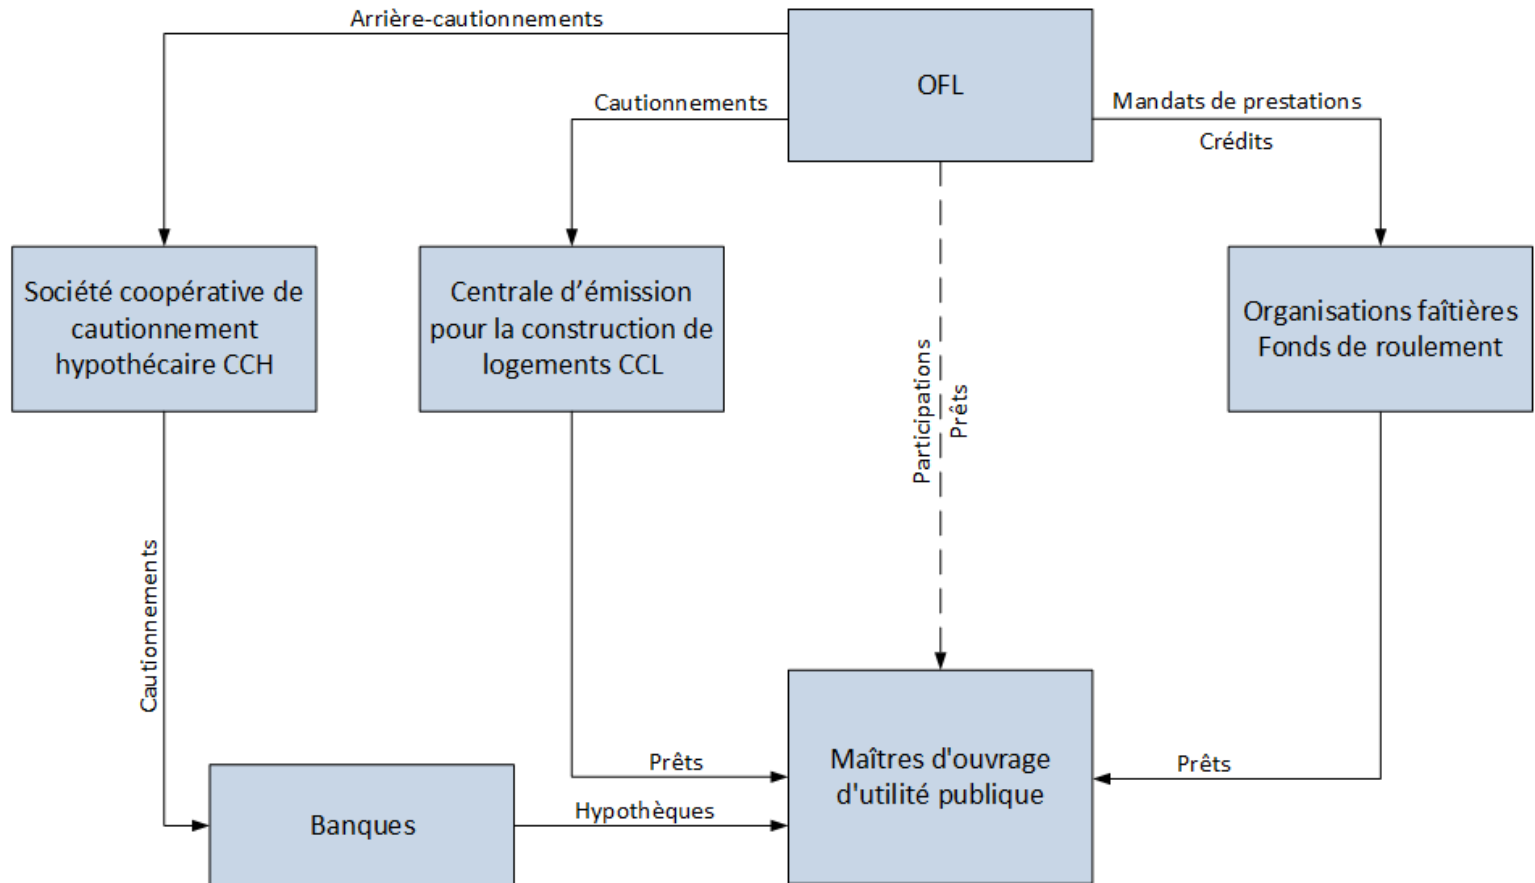 Arrière-cautionnements
OFL
Cautionnements
Mandats de prestations
Crédits
Société coopérative de
cautionnement
hypothécaire CCH
Centrale d’émission
pour la construction de
logements CCL
Organisations faîtières
Fonds de roulement
Participations
Prêts
Cautionnements
Prêts
Maîtres d'ouvrage
d'utilité publique
Prêts
Banques
Hypothèques